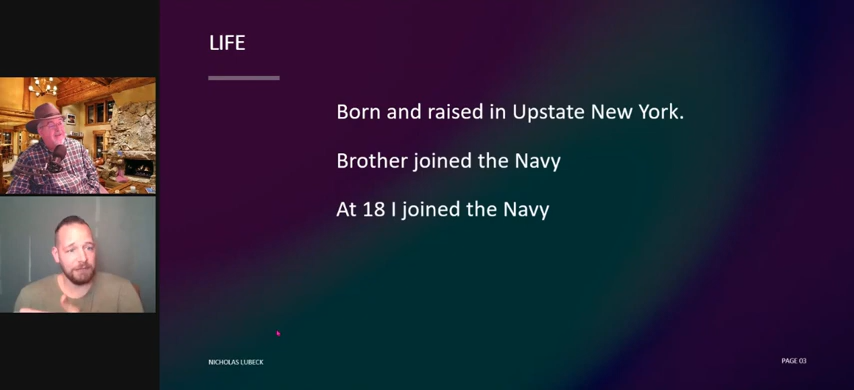 LIFE
Born and raised in Upstate New York.
Brother joined the Navy
At 18 I joined the Navy
NICHOLAS LUBECK
PAGE 03